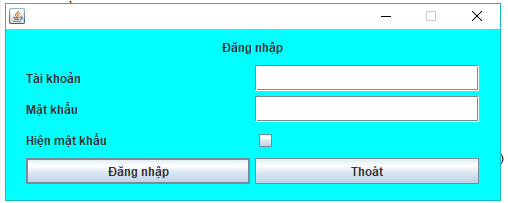 Đăng nhập
Tài khoản
Mật khẩu
Hiện mật khẩu
Đăng nhập Thoát
)